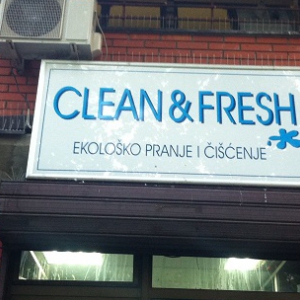 CLEAN & FRESH
EKOLOŠKO PRANJE I ČIŠĆENJE